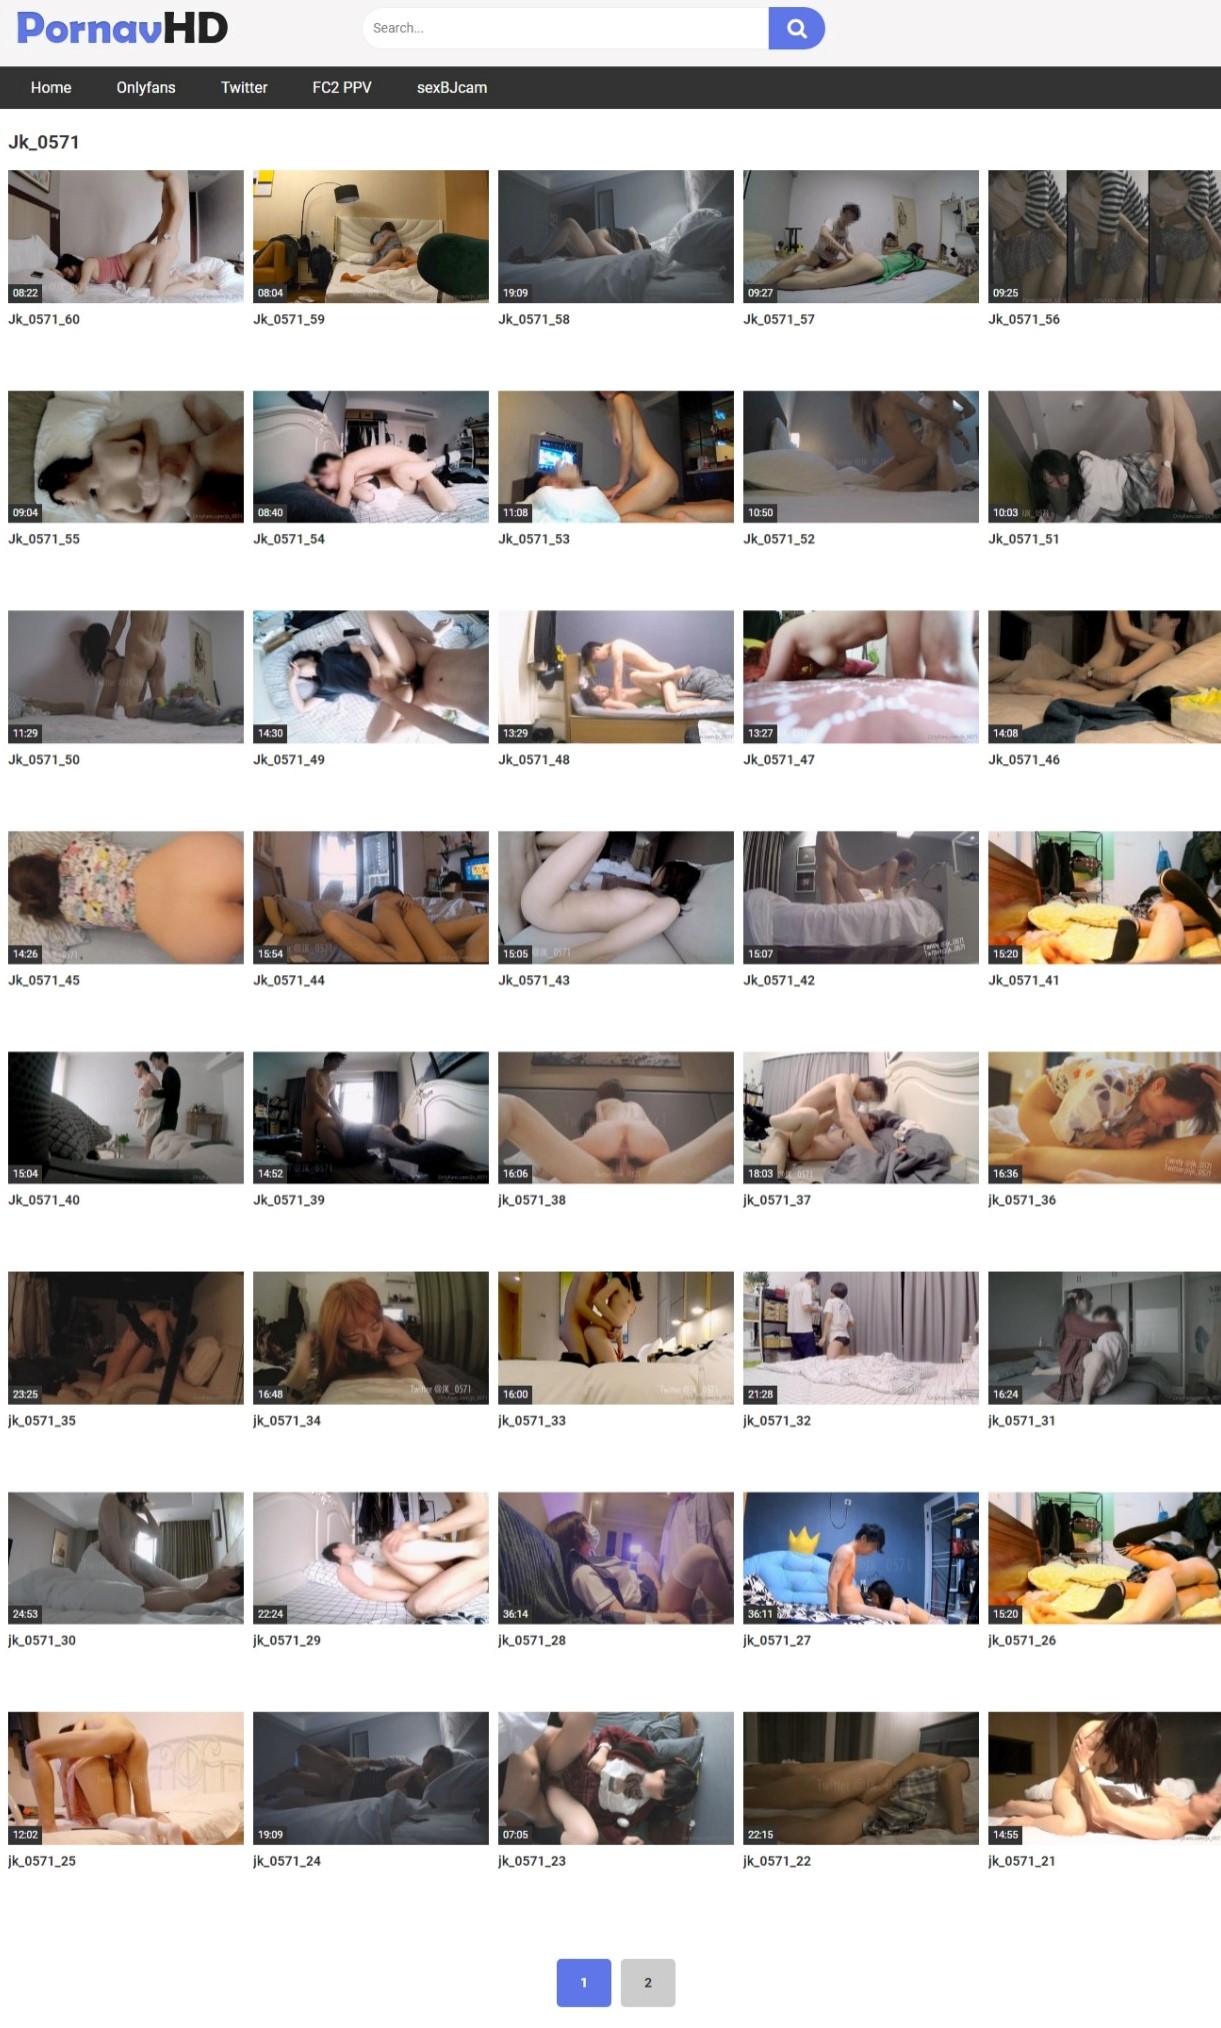 PornavHD
Search...
Home Onlyfans Twitter FC2 PPV sexBJcam
Jk_0571
08:22 08:04 19:09 09:27 09:25
Jk_0571_60 Jk_0571_59 Jk_0571_58 Jk_0571_57 Jk_0571_56
09:04 08:40 11:08 10:50 10:03
Jk_0571_55 Jk_0571_54 Jk_0571_53 Jk_0571_52 Jk_0571_51
11:29 14:30 13:29 13:27 14:08
Jk_0571_50 Jk_0571_49 Jk_0571_48 Jk_0571_47 Jk_0571_46
14:26 15:54 15:05 15:07 15:20
Jk_0571_45 Jk_0571_44 Jk_0571_43 Jk_0571_42 Jk_0571_41
15:04 14:52 16:06 18:03 16:36
Jk_0571_40 Jk_0571_39 jk_0571_38 jk_0571_37 jk_0571_36
Twitter @JK_0571
23:25 16:48 16:00 21:28 16:24
jk_0571_35 jk_0571_34 jk_0571_33 jk_0571_32 jk_0571_31
24:53 22:24 36:14 36:11 15:20
jk_0571_30 jk_0571_29 jk_0571_28 jk_0571_27 jk_0571_26
12:02 19:09 07:05 22:15 14:55
jk_0571_25 jk_0571_24 jk_0571_23 jk_0571_22 jk_0571_21
1 2